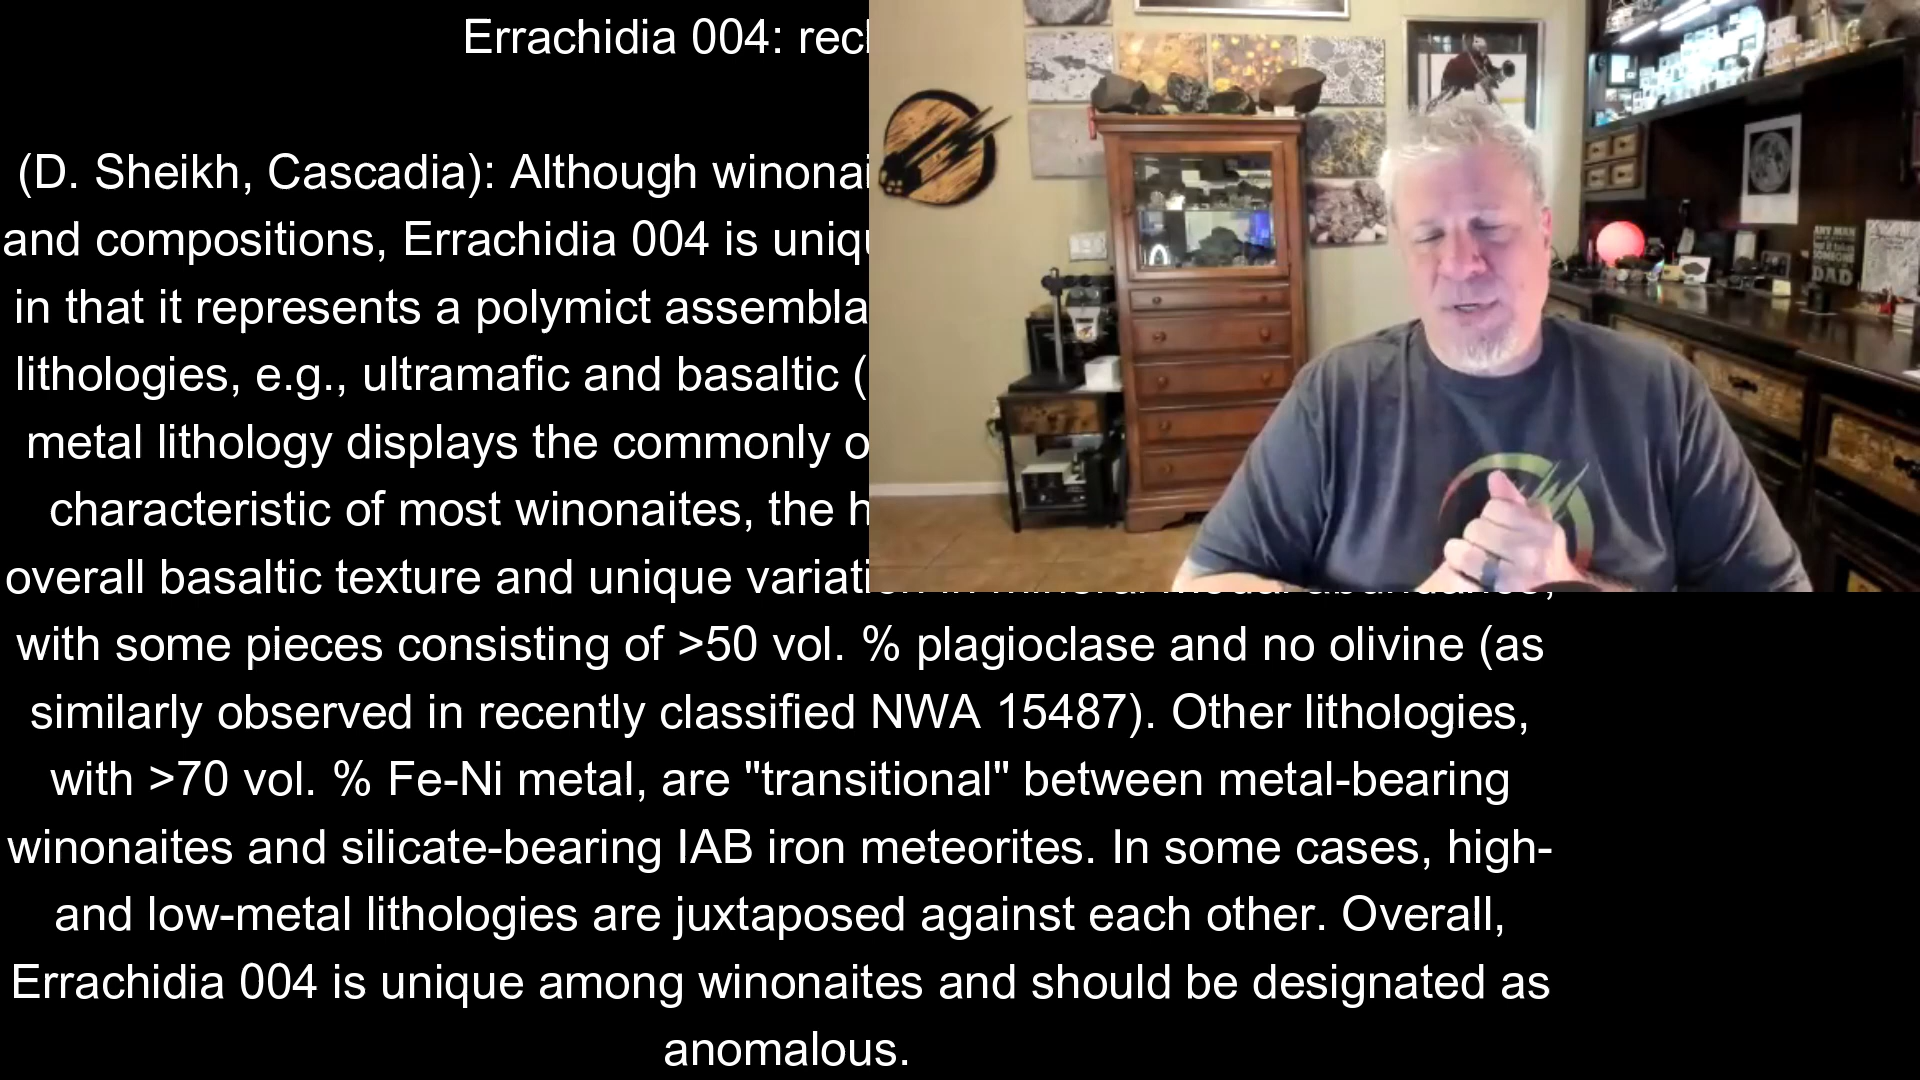 Errachidia 004:
(D. Sheikh, Cascadia): Although
and compositions, Errachidia 004 is
in that it represents a polymict
lithologies, e.g., ultramafic and basaltic (
metal lithology displays the commonly
characteristic of most winonaites, the
overall basaltic texture and unique
with some pieces consisting of >50 vol. % plagioclase and no olivine (as
similarly observed in recently classified NWA 15487). Other lithologies,
with >70 vol. % Fe-Ni metal, are "transitional" between metal-bearing
winonaites and silicate-bearing IAB iron meteorites. In some cases, high-
and low-metal lithologies are juxtaposed against each other. Overall,
Errachidia 004 is unique among winonaites and should be designated as
anomalous.
ANY MAN
SOMEONE
DAD